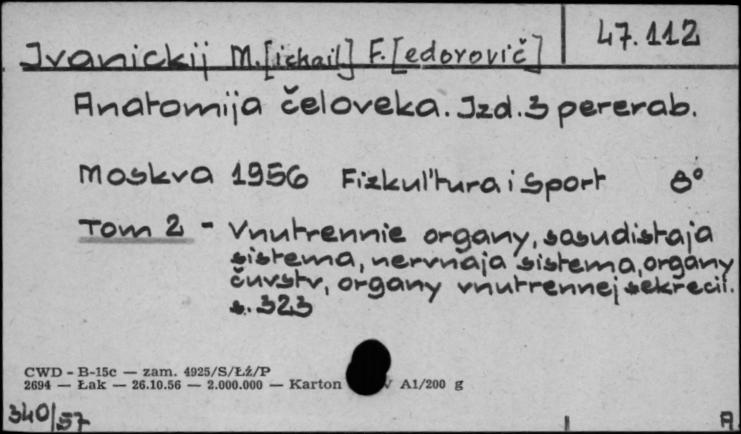 Ivanickij M.[ichail] F.[edorovič] 47.112
Anatomija čeloveka. Izd. 3 pererab.
Moskva 1956 Fizkul'tura i Sport 8°
Tom 2 - Vnutrennie organy, sosudistaja
sistema, nervnaja sistema, organy
čuvstv, organy vnutrennej sekrecii.
s. 323
CWD - B-15c — zam. 4925/S/Łź/P
2694 — Łak — 26.10.56 — 2.000.000 — Karton V A1/200 g
340/57 A